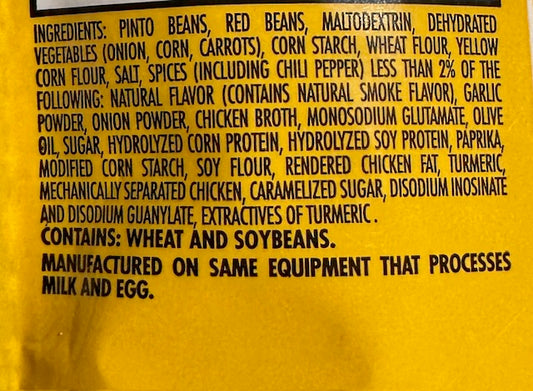 INGREDIENTS: PINTO BEANS, RED BEANS, MALTODEXTRIN, DEHYDRATED
VEGETABLES (ONION, CORN, CARROTS), CORN STARCH, WHEAT FLOUR, YELLOW
CORN FLOUR, SALT, SPICES (INCLUDING CHILI PEPPER) LESS THAN 2% OF THE
FOLLOWING: NATURAL FLAVOR (CONTAINS NATURAL SMOKE FLAVOR), GARLIC
POWDER, ONION POWDER, CHICKEN BROTH, MONOSODIUM GLUTAMATE, OLIVE
OIL, SUGAR, HYDROLYZED CORN PROTEIN, HYDROLYZED SOY PROTEIN, PAPRIKA,
MODIFIED CORN STARCH, SOY FLOUR, RENDERED CHICKEN FAT, TURMERIC,
MECHANICALLY SEPARATED CHICKEN, CARAMELIZED SUGAR, DISODIUM INOSINATE
AND DISODIUM GUANYLATE, EXTRACTIVES OF TURMERIC.
CONTAINS: WHEAT AND SOYBEANS.
MANUFACTURED ON SAME EQUIPMENT THAT PROCESSES
MILK AND EGG.